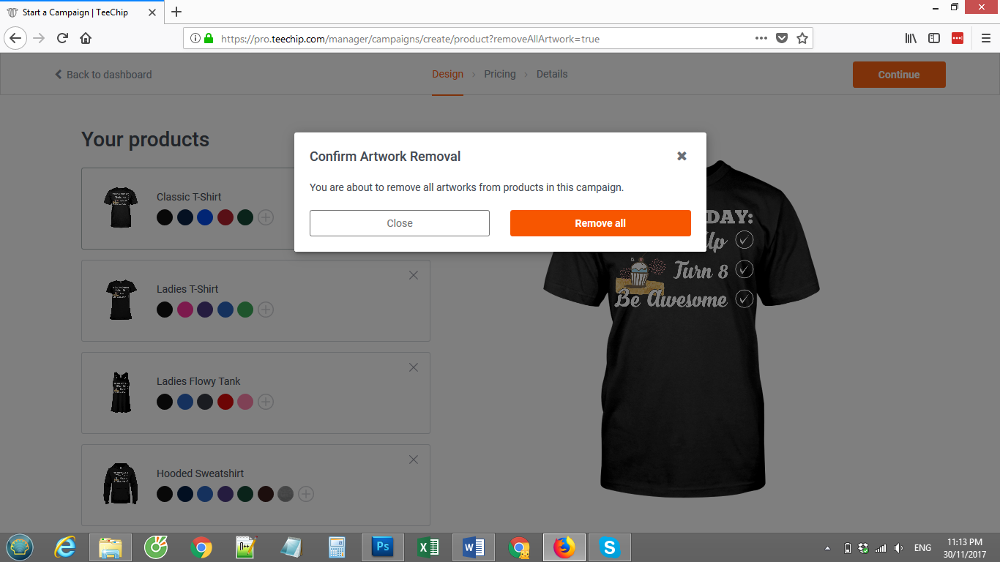 Start a Campaign | TeeChip
https://pro.teechip.com/manager/campaigns/create/product?removeAllArtwork=true
Back to dashboard
Design
Pricing
Details
Continue
Your products
Confirm Artwork Removal
You are about to remove all artworks from products in this campaign.
Close
Remove all
Classic T-Shirt
Ladies T-Shirt
Ladies Flowy Tank
Hooded Sweatshirt
DAY:
Up
Turn 8
Be Awesome
Ps
ENG
11:13 PM
30/11/2017